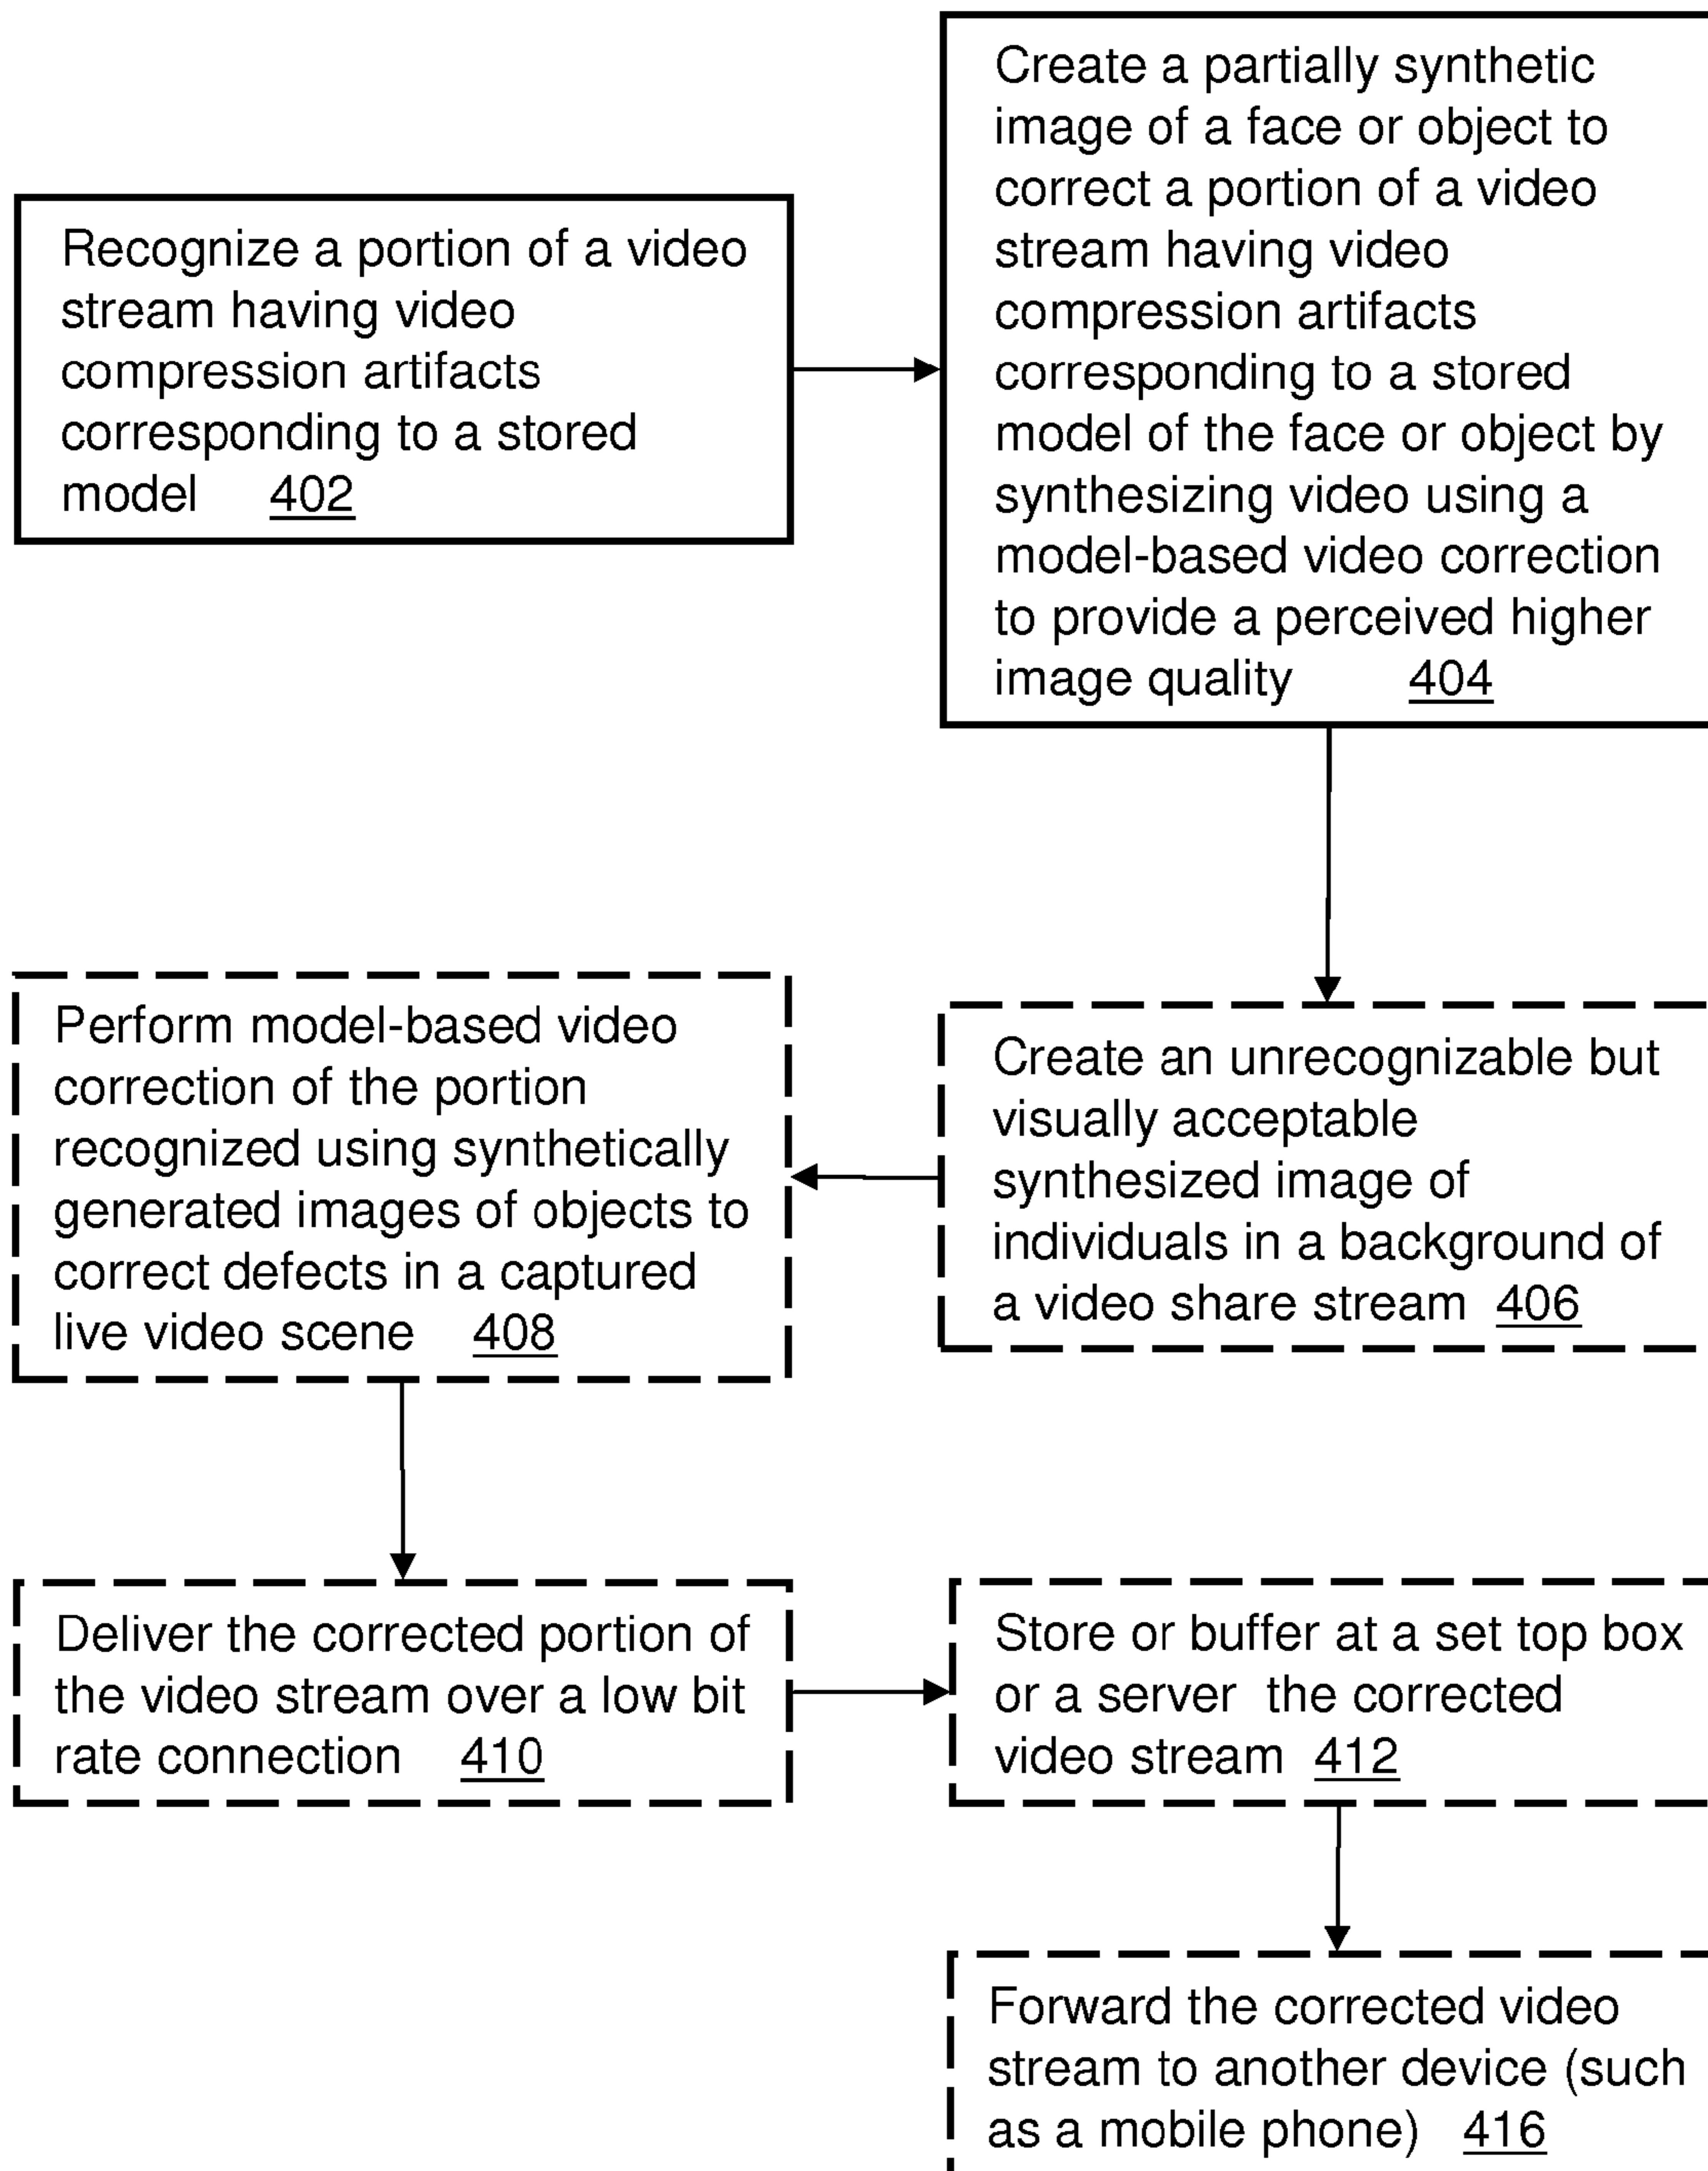 Recognize a portion of a video
stream having video
compression artifacts
corresponding to a stored
model 402
Create a partially synthetic
image of a face or object to
correct a portion of a video
stream having video
compression artifacts
corresponding to a stored
model of the face or object by
synthesizing video using a
model-based video correction
to provide a perceived higher
image quality 404
Create an unrecognizable but
visually acceptable
synthesized image of
individuals in a background of
a video share stream 406
Perform model-based video
correction of the portion
recognized using synthetically
generated images of objects to
correct defects in a captured
live video scene 408
Deliver the corrected portion of
the video stream over a low bit
rate connection 410
Store or buffer at a set top box
or a server the corrected
video stream 412
Forward the corrected video
stream to another device (such
as a mobile phone) 416